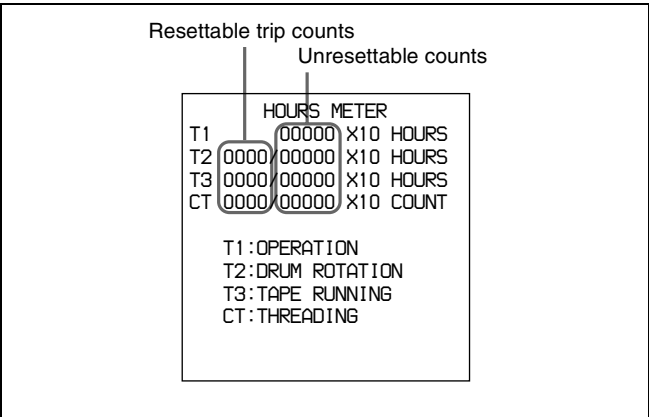 Resettable trip counts
Unresettable counts
HOURS METER
T1 00000 X10 HOURS
T2 0000/00000 X10 HOURS
T3 0000/00000 X10 HOURS
CT 0000/00000 X10 COUNT
T1:OPERATION
T2:DRUM ROTATION
T3:TAPE RUNNING
CT:THREADING